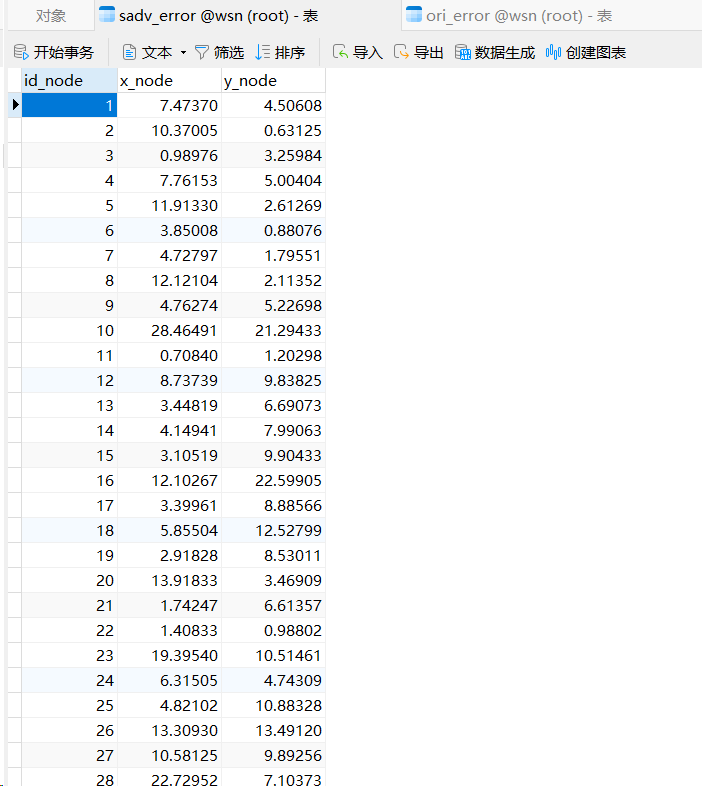 对象 sadv_error @wsn (root) - 表 ori_error @wsn (root) - 表
开始事务 文本 筛选 排序 导入 导出 数据生成 创建图表
id_node x_node y_node
1 7.47370 4.50608
2 10.37005 0.63125
3 0.98976 3.25984
4 7.76153 5.00404
5 11.91330 2.61269
6 3.85008 0.88076
7 4.72797 1.79551
8 12.12104 2.11352
9 4.76274 5.22698
10 28.46491 21.29433
11 0.70840 1.20298
12 8.73739 9.83825
13 3.44819 6.69073
14 4.14941 7.99063
15 3.10519 9.90433
16 12.10267 22.59905
17 3.39961 8.88566
18 5.85504 12.52799
19 2.91828 8.53011
20 13.91833 3.46909
21 1.74247 6.61357
22 1.40833 0.98802
23 19.39540 10.51461
24 6.31505 4.74309
25 4.82102 10.88328
26 13.30930 13.49120
27 10.58125 9.89256
28 22.72952 7.10373